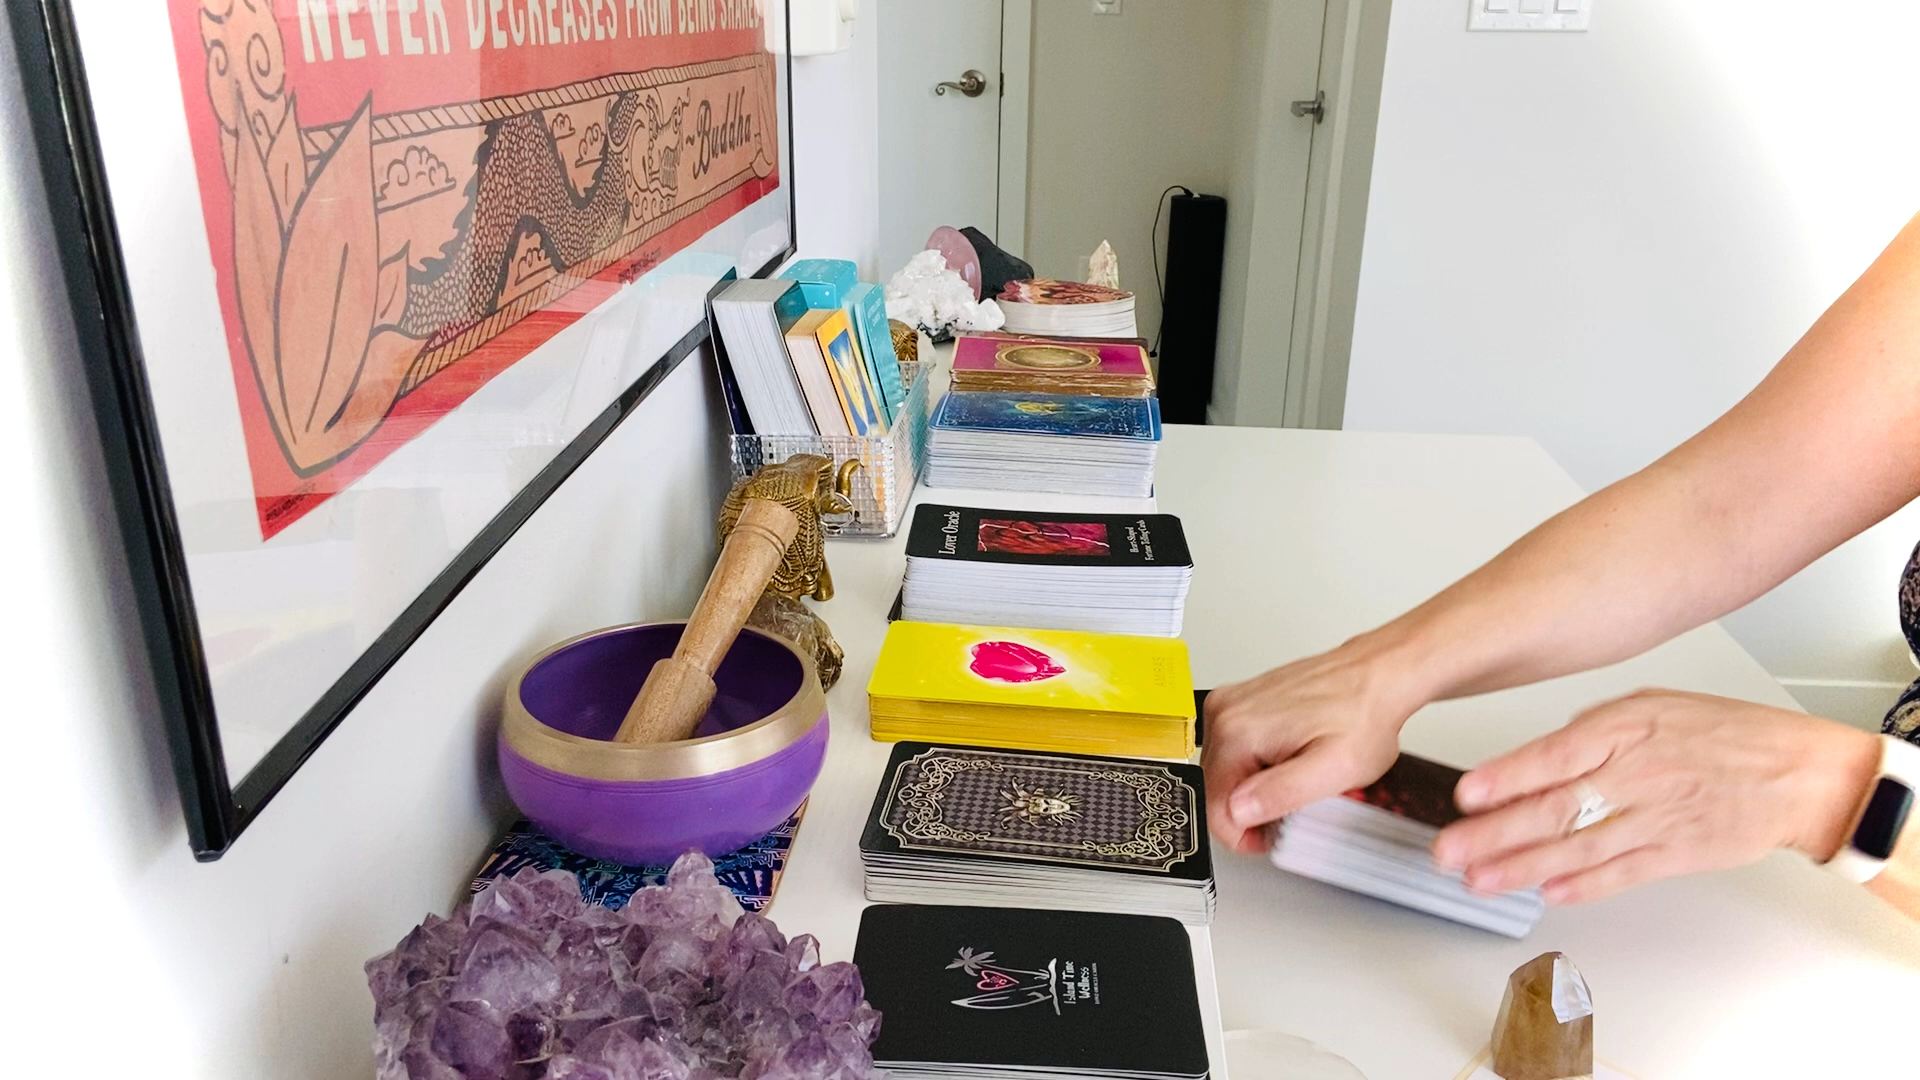 NEVER DECREASES FROM BEING SHARED
~Buddha
Lover Oracle
Heart-Shaped
Fortune Telling Cards
Island Time
Wellness